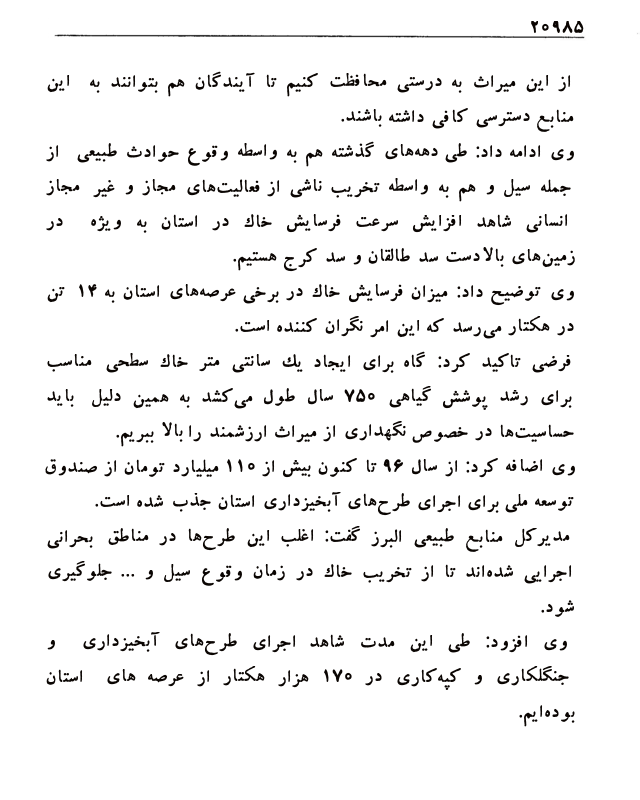 ۲۰۹۸۵
از این میراث به درستی محافظت کنیم تا آیندگان هم بتوانند به این
منابع دسترسی کافی داشته باشند.
وی ادامه داد: طی دهه‌های گذشته هم به واسطه وقوع حوادث طبیعی از
جمله سیل و هم به واسطه تخریب ناشی از فعالیت‌های مجاز و غیر مجاز
انسانی شاهد افزایش سرعت فرسایش خاك در استان به ویژه در
زمین‌های بالادست سد طالقان و سد کرج هستیم.
وی توضیح داد: میزان فرسایش خاك در برخی عرصه‌های استان به ۱۴ تن
در هکتار می‌رسد که این امر نگران کننده است.
فرضی تاکید کرد: گاه برای ایجاد یك سانتی متر خاك سطحی مناسب
برای رشد پوشش گیاهی ۷۵۰ سال طول می‌کشد به همین دلیل باید
حساسیت‌ها در خصوص نگهداری از میراث ارزشمند را بالا ببریم.
وی اضافه کرد: از سال ۹۶ تا کنون بیش از ۱۱۰ میلیارد تومان از صندوق
توسعه ملی برای اجرای طرح‌های آبخیزداری استان جذب شده است.
مدیرکل منابع طبیعی البرز گفت: اغلب این طرح‌ها در مناطق بحرانی
اجرایی شده‌اند تا از تخریب خاك در زمان وقوع سیل و ... جلوگیری
شود.
وی افزود: طی این مدت شاهد اجرای طرح‌های آبخیزداری و
جنگلکاری و کپه‌کاری در ۱۷۰ هزار هکتار از عرصه های استان
بوده‌ایم.